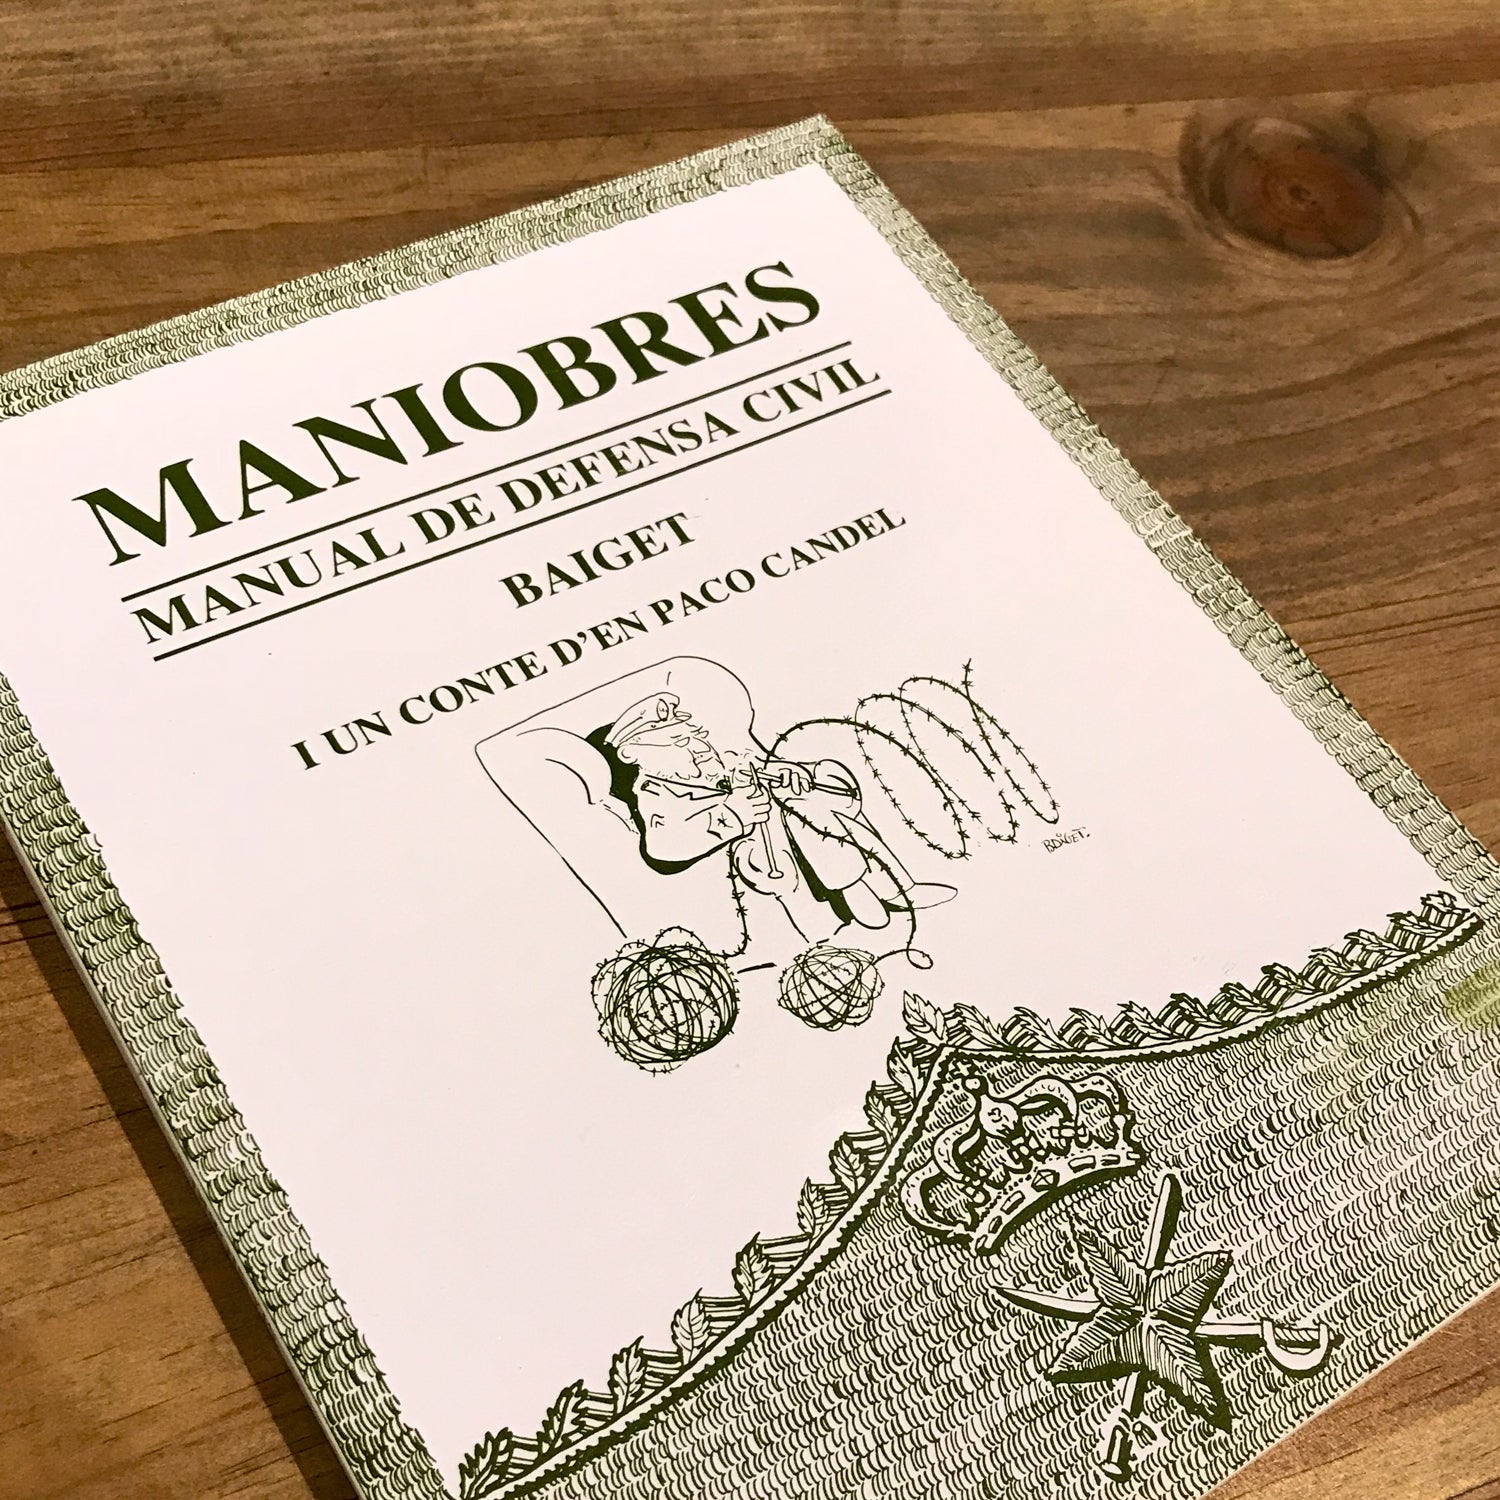 MANIOBRES
MANUAL DE DEFENSA CIVIL
BAIGET
I UN CONTE D'EN PACO CANDEL
BAIGET.